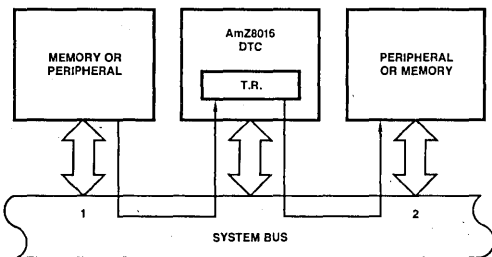 MEMORY OR
PERIPHERAL
AmZ8016
DTC
T.R.
PERIPHERAL
OR MEMORY
1
2
SYSTEM BUS